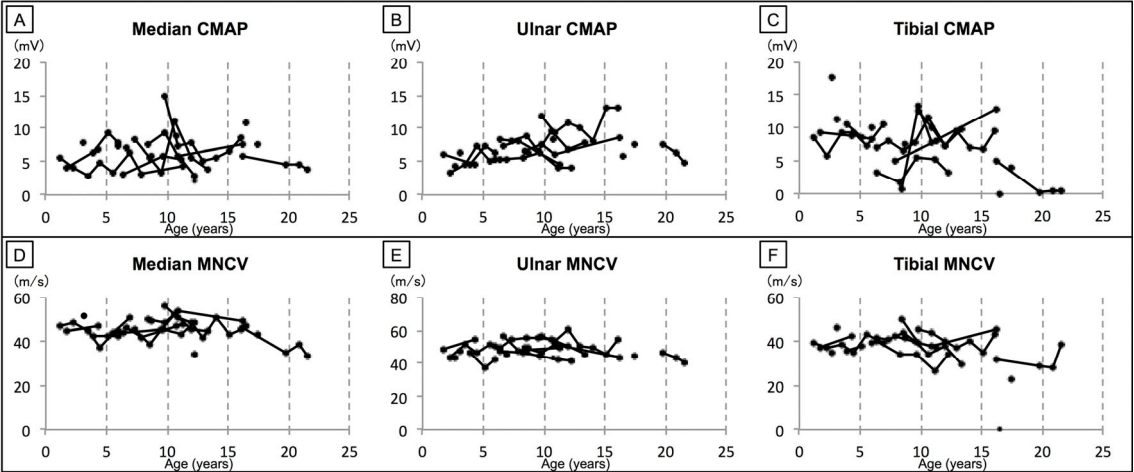 A Median CMAP
(mV)
20
15
10
5
0
0 5 10 15 20 25
Age (years)
B Ulnar CMAP
(mV)
20
15
10
5
0
0 5 10 15 20 25
Age (years)
C Tibial CMAP
(mV)
20
15
10
5
0
0 5 10 15 20 25
Age (years)
D Median MNCV
(m/s)
60
40
20
0
0 5 10 15 20 25
Age (years)
E Ulnar MNCV
(m/s)
80
60
40
20
0
0 5 10 15 20 25
Age (years)
F Tibial MNCV
(m/s)
60
40
20
0
0 5 10 15 20 25
Age (years)